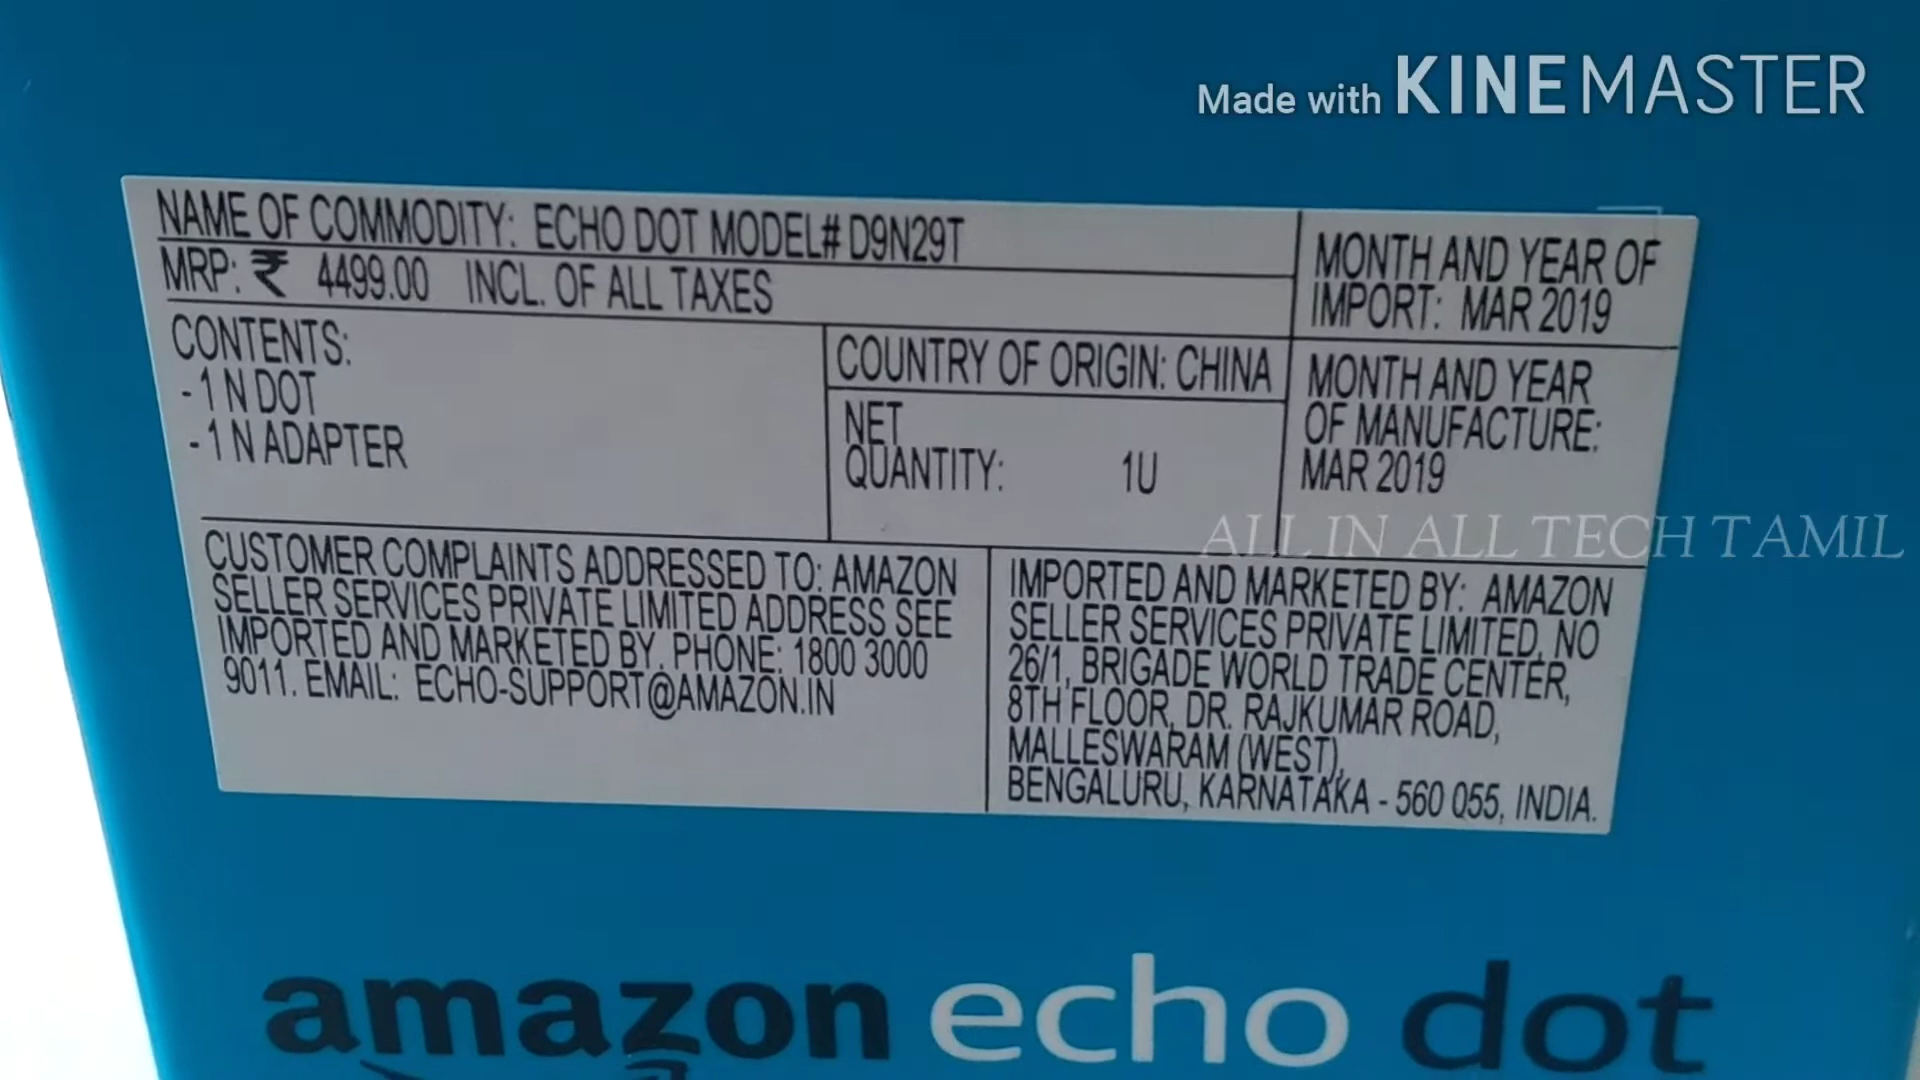 Made with KINEMASTER
NAME OF COMMODITY: ECHO DOT MODEL# D9N29T
MRP: ₹ 4499.00 INCL. OF ALL TAXES
MONTH AND YEAR OF
IMPORT: MAR 2019
CONTENTS:
- 1 N DOT
- 1 N ADAPTER
COUNTRY OF ORIGIN: CHINA
NET
QUANTITY: 1U
MONTH AND YEAR
OF MANUFACTURE:
MAR 2019
ALL IN ALL TECH TAMIL
CUSTOMER COMPLAINTS ADDRESSED TO: AMAZON
SELLER SERVICES PRIVATE LIMITED ADDRESS SEE
IMPORTED AND MARKETED BY. PHONE: 1800 3000
9011. EMAIL: ECHO-SUPPORT@AMAZON.IN
IMPORTED AND MARKETED BY: AMAZON
SELLER SERVICES PRIVATE LIMITED, NO
26/1, BRIGADE WORLD TRADE CENTER,
8TH FLOOR, DR. RAJKUMAR ROAD,
MALLESWARAM (WEST),
BENGALURU, KARNATAKA - 560 055, INDIA.
amazon echo dot